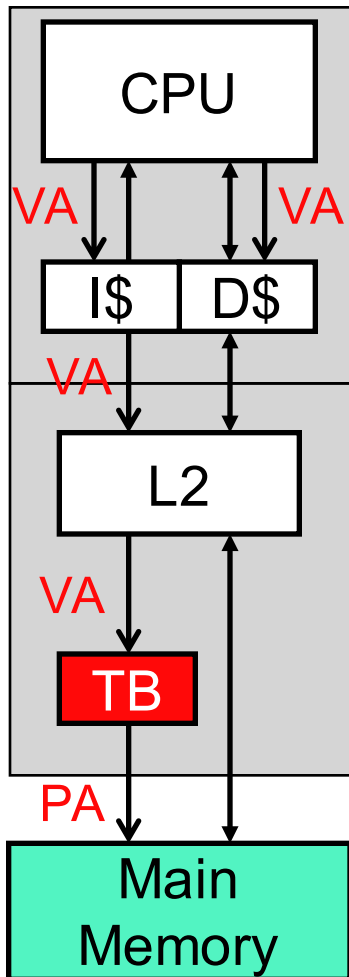 CPU
VA VA
I$ D$
VA
L2
VA
TB
PA
Main
Memory